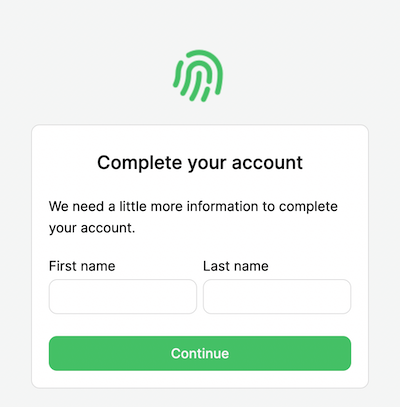 Complete your account
We need a little more information to complete
your account.
First name
Last name
Continue